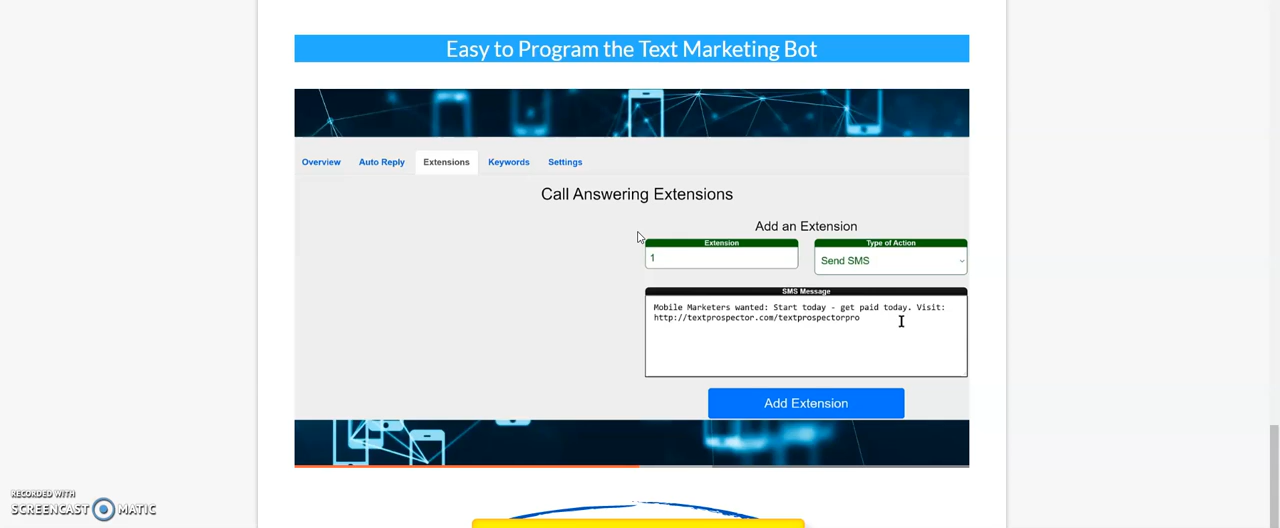 Easy to Program the Text Marketing Bot
Overview Auto Reply Extensions Keywords Settings
Call Answering Extensions
Add an Extension
Extension Type of Action
1 Send SMS
SMS Message
Mobile Marketers wanted: Start today - get paid today. Visit:
http://textprospector.com/textprospectorpro
Add Extension
RECORDED WITH
SCREENCAST MATIC